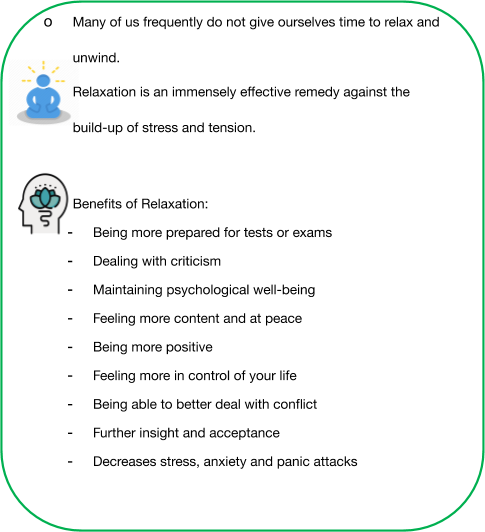 o Many of us frequently do not give ourselves time to relax and
unwind.
Relaxation is an immensely effective remedy against the
build-up of stress and tension.
Benefits of Relaxation:
- Being more prepared for tests or exams
- Dealing with criticism
- Maintaining psychological well-being
- Feeling more content and at peace
- Being more positive
- Feeling more in control of your life
- Being able to better deal with conflict
- Further insight and acceptance
- Decreases stress, anxiety and panic attacks